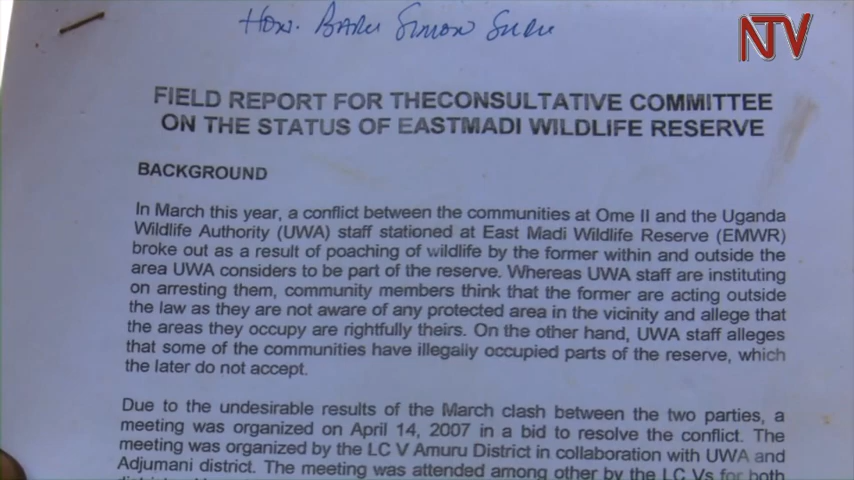 Hon. Baru Simon
NTV
FIELD REPORT FOR THECONSULTATIVE COMMITTEE
ON THE STATUS OF EASTMADI WILDLIFE RESERVE
BACKGROUND
In March this year, a conflict between the communities at Ome II and the Uganda
Wildlife Authority (UWA) staff stationed at East Madi Wildlife Reserve (EMWR)
broke out as a result of poaching of wildlife by the former within and outside the
area UWA considers to be part of the reserve. Whereas UWA staff are instituting
on arresting them, community members think that the former are acting outside
the law as they are not aware of any protected area in the vicinity and allege that
the areas they occupy are rightfully theirs. On the other hand, UWA staff alleges
that some of the communities have illegally occupied parts of the reserve, which
the later do not accept.
Due to the undesirable results of the March clash between the two parties, a
meeting was organized on April 14, 2007 in a bid to resolve the conflict. The
meeting was organized by the LC V Amuru District in collaboration with UWA and
Adjumani district. The meeting was attended among other by the LC Vs for both